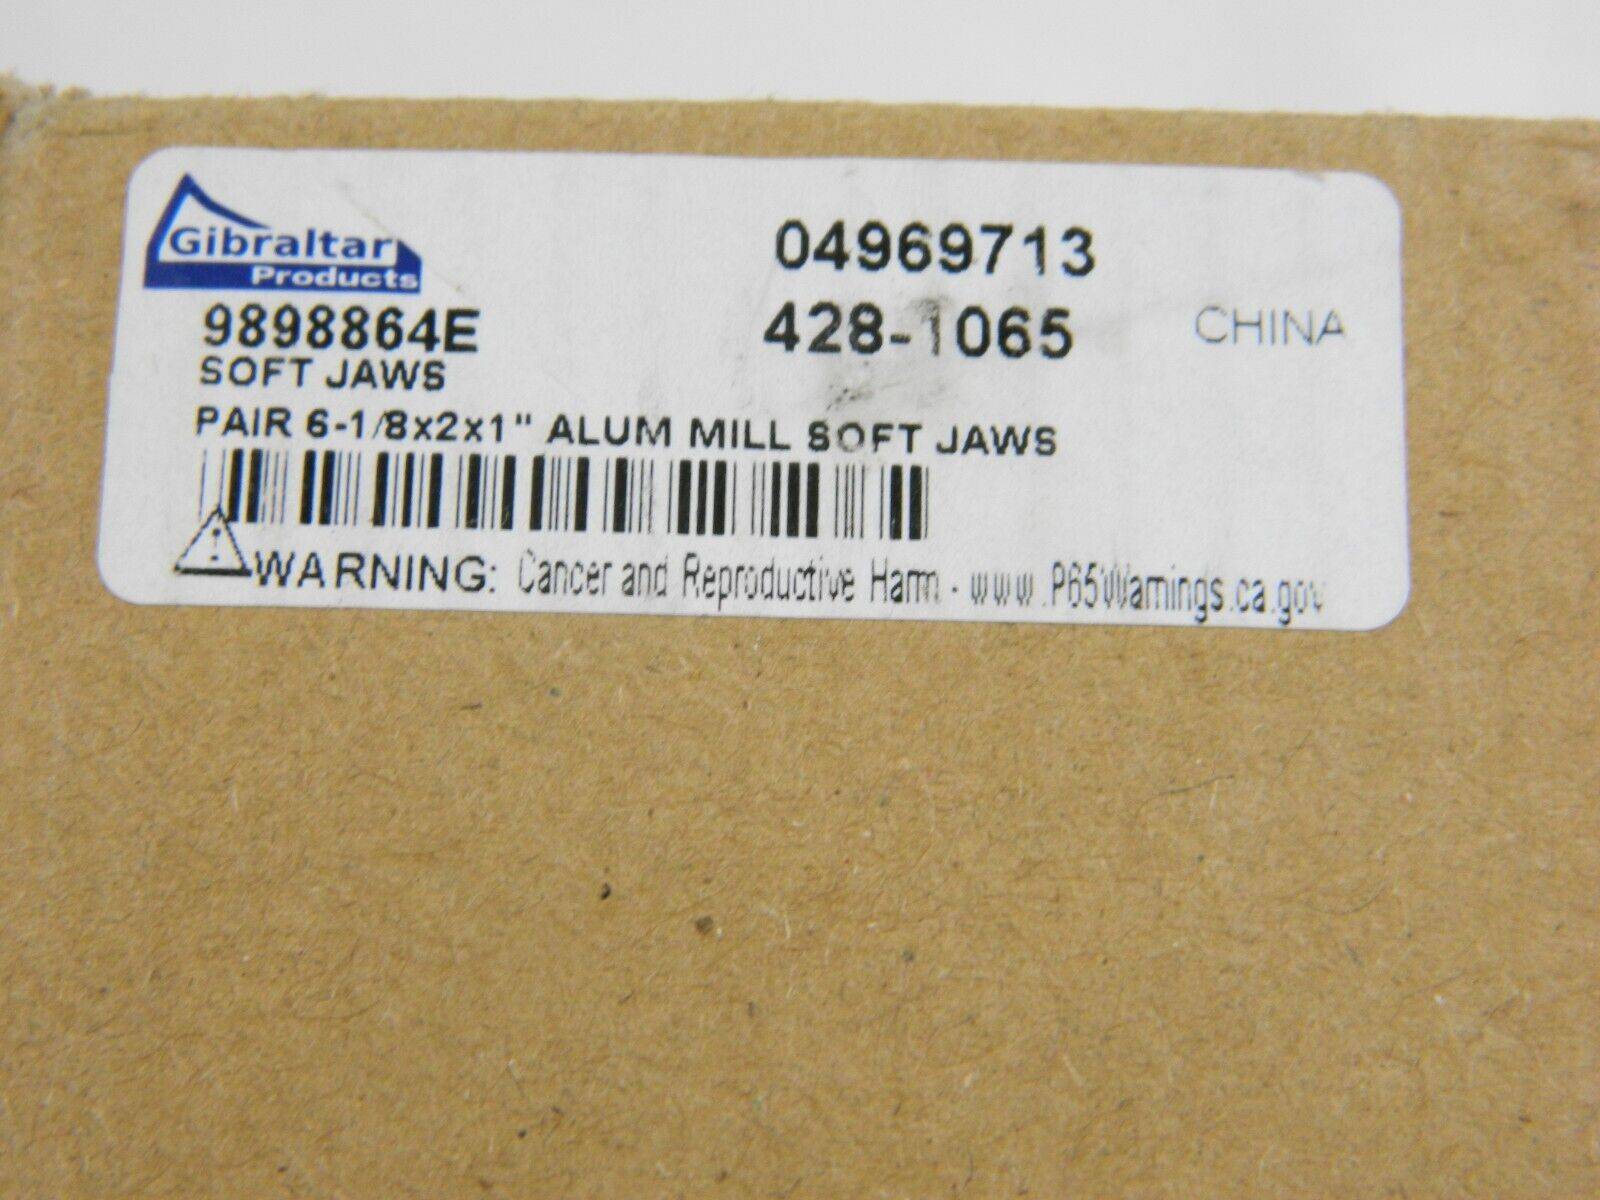 Gibraltar
Products
04969713
9898864E
428-1065
CHINA
SOFT JAWS
PAIR 6-1/8x2x1" ALUM MILL SOFT JAWS
WARNING: Cancer and Reproductive Harm - www.P65Warnings.ca.gov